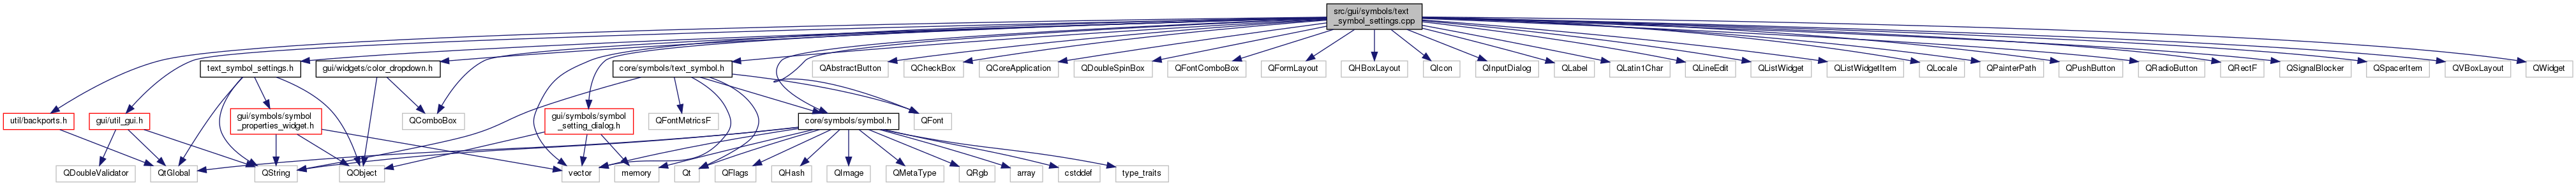 src/gui/symbols/text
_symbol_settings.cpp
text_symbol_settings.h
gui/widgets/color_dropdown.h
core/symbols/text_symbol.h
QAbstractButton
QCheckBox
QCoreApplication
QDoubleSpinBox
QFontComboBox
QFormLayout
QHBoxLayout
QIcon
QInputDialog
QLabel
QLatin1Char
QLineEdit
QListWidget
QListWidgetItem
QLocale
QPainterPath
QPushButton
QRadioButton
QRectF
QSignalBlocker
QSpacerItem
QVBoxLayout
QWidget
util/backports.h
gui/util_gui.h
gui/symbols/symbol
_properties_widget.h
QComboBox
gui/symbols/symbol
_setting_dialog.h
QFontMetricsF
core/symbols/symbol.h
QFont
QDoubleValidator
QtGlobal
QString
QObject
vector
memory
Qt
QFlags
QHash
QImage
QMetaType
QRgb
array
cstddef
type_traits